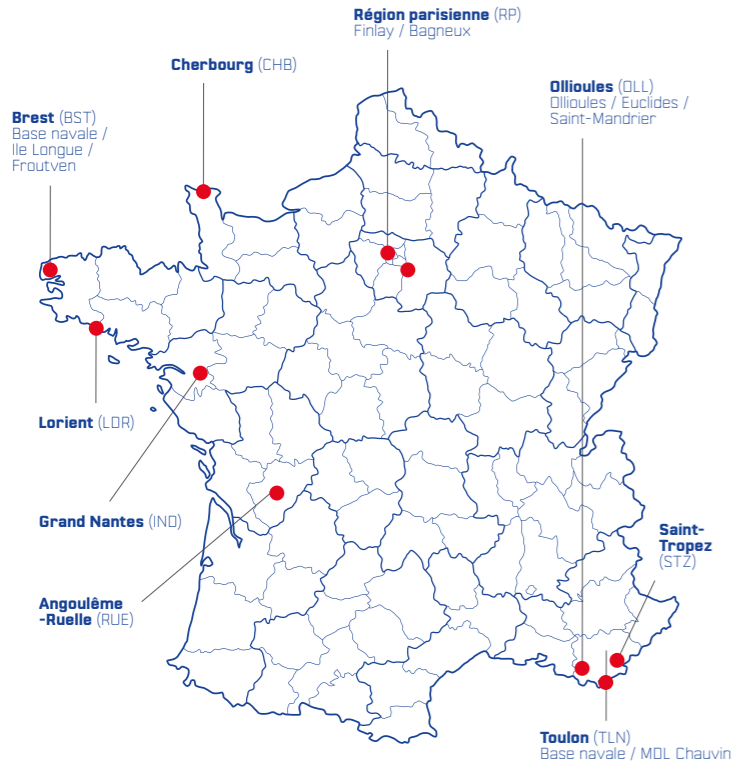 Région parisienne (RP)
Finlay / Bagneux
Cherbourg (CHB)
Ollioules (OLL)
Ollioules / Euclides /
Saint-Mandrier
Brest (BST)
Base navale /
Ile Longue /
Froutven
Lorient (LOR)
Grand Nantes (IND)
Saint-
Tropez
(STZ)
Angoulême
-Ruelle (RUE)
Toulon (TLN)
Base navale / MDL Chauvin